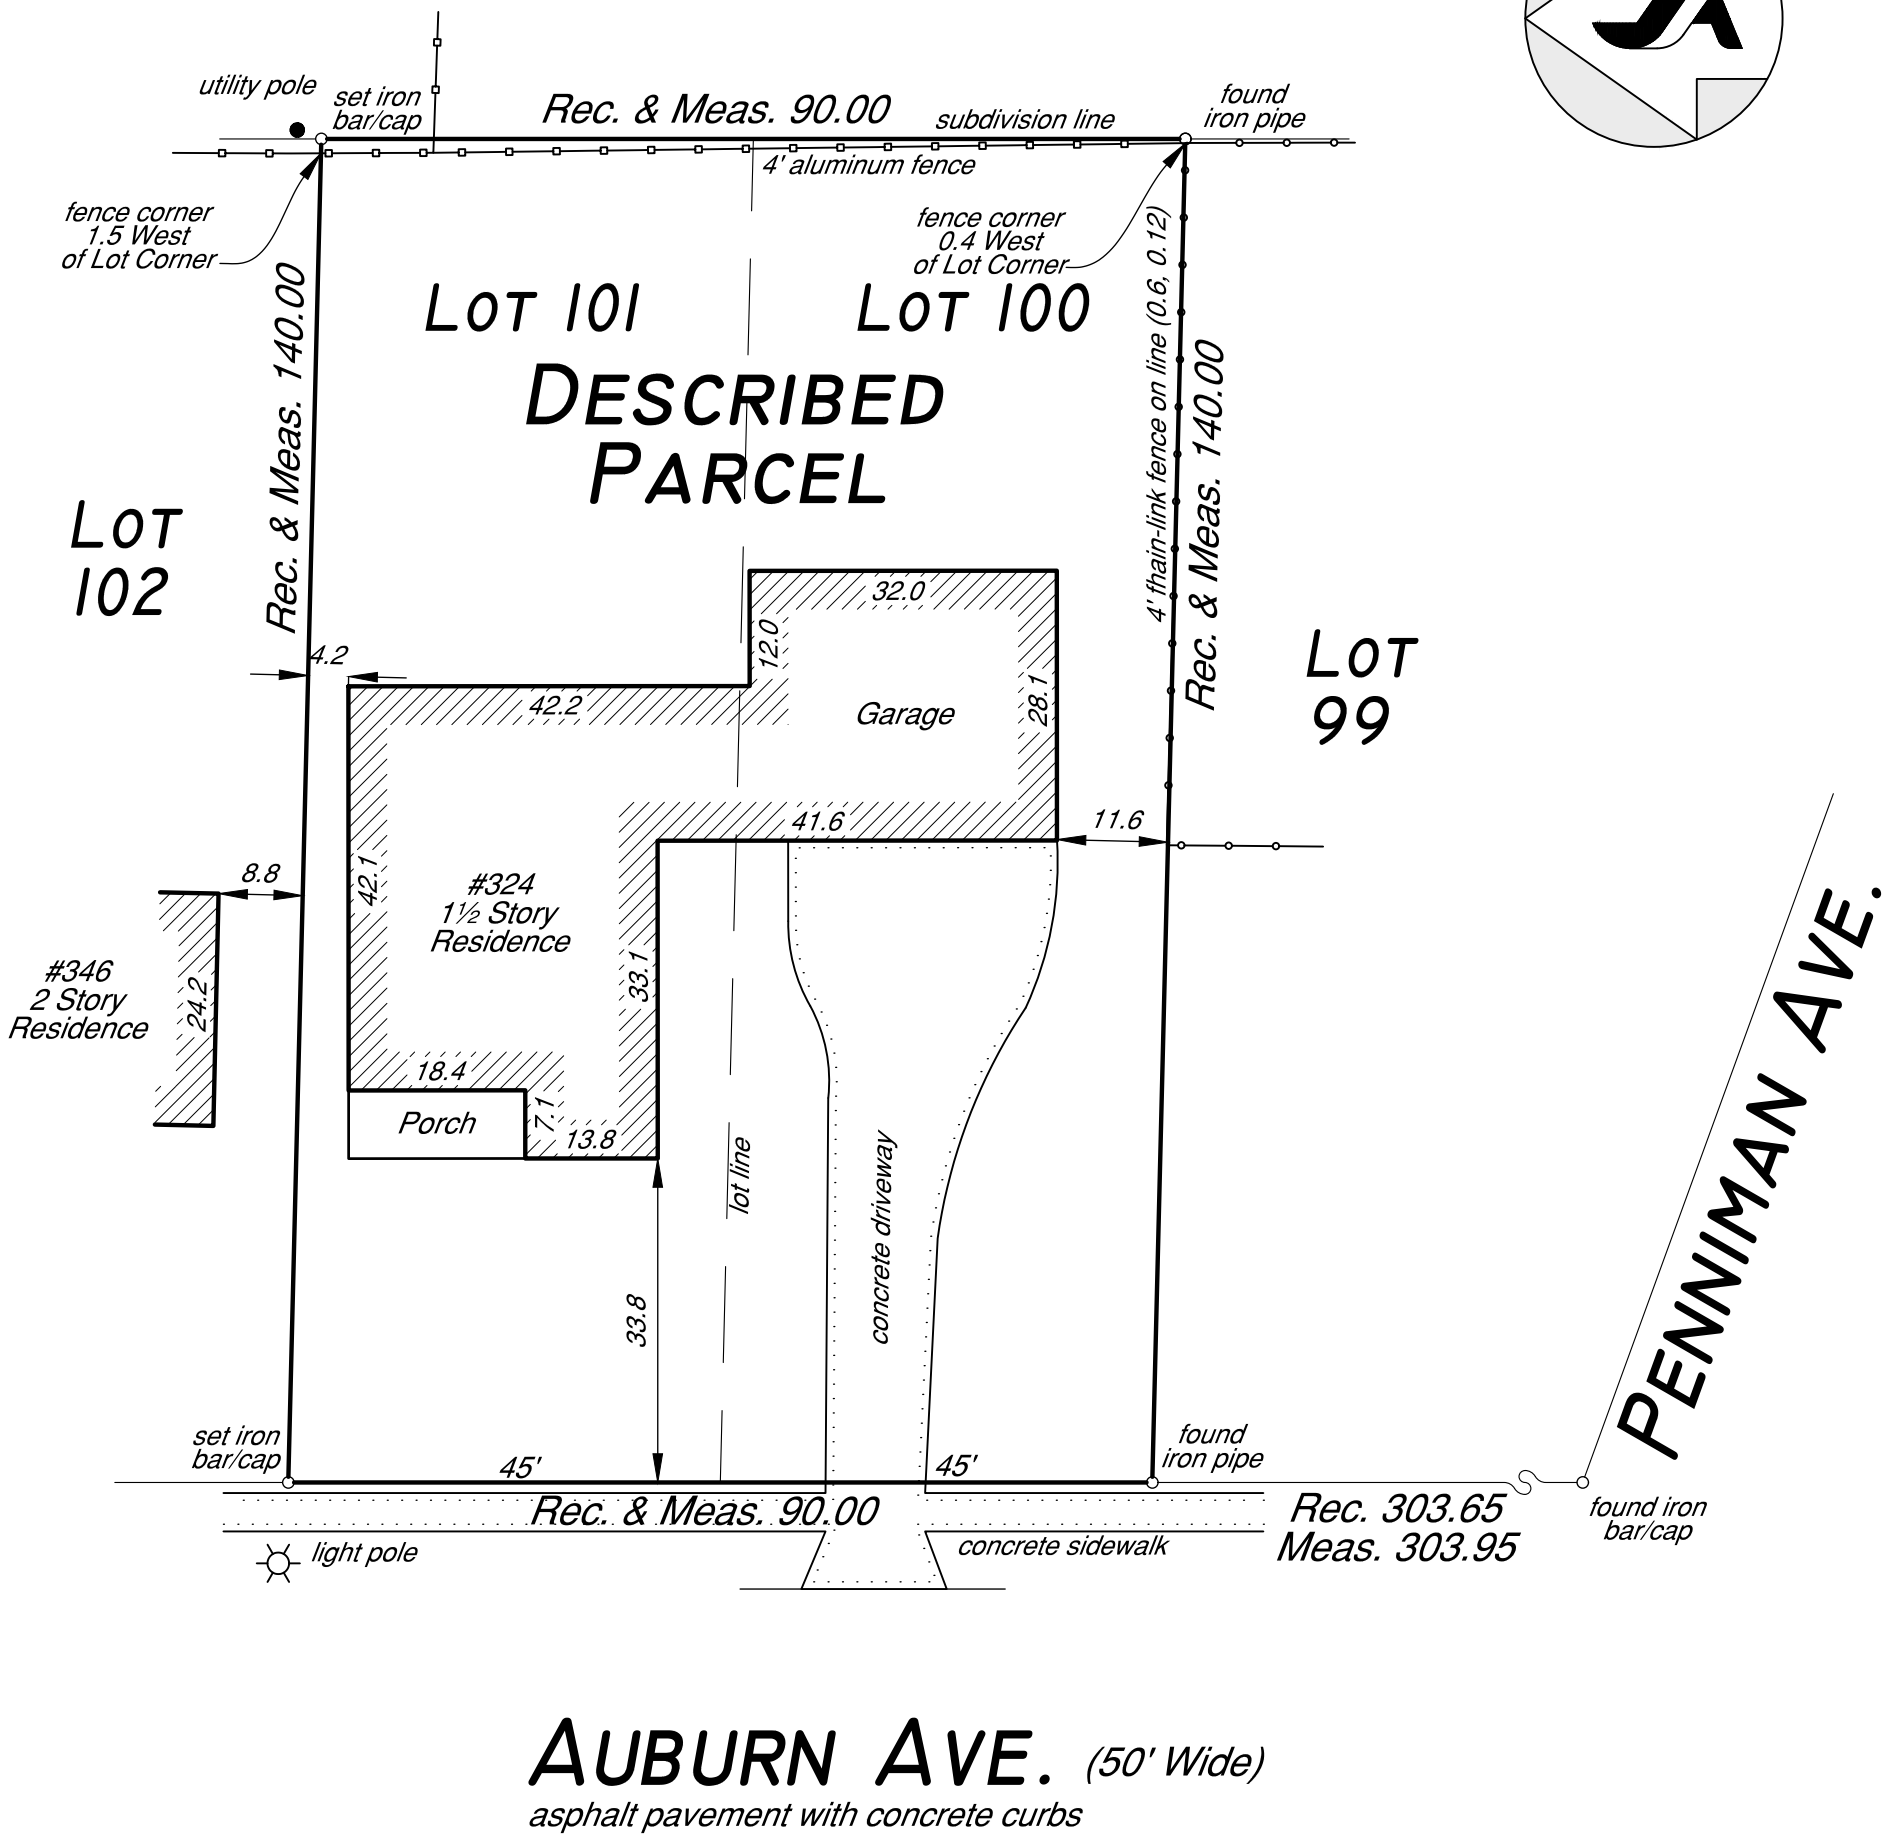 utility pole
set iron
bar/cap
Rec. & Meas. 90.00
subdivision line
found
iron pipe
4' aluminum fence
fence corner
1.5 West
of Lot Corner
fence corner
0.4 West
of Lot Corner
4' fhain-link fence on line (0.6, 0.12)
Rec. & Meas. 140.00
Rec. & Meas. 140.00
LOT 101
LOT 100
DESCRIBED
PARCEL
LOT
102
LOT
99
32.0
12.0
28.1
4.2
42.2
Garage
41.6
11.6
8.8
42.1
#324
1½ Story
Residence
33.1
#346
2 Story
Residence
24.2
18.4
Porch
7.1
13.8
lot line
concrete driveway
33.8
PENNIMAN AVE.
set iron
bar/cap
45'
45'
found
iron pipe
Rec. & Meas. 90.00
Rec. 303.65
Meas. 303.95
found iron
bar/cap
light pole
concrete sidewalk
AUBURN AVE. (50' Wide)
asphalt pavement with concrete curbs